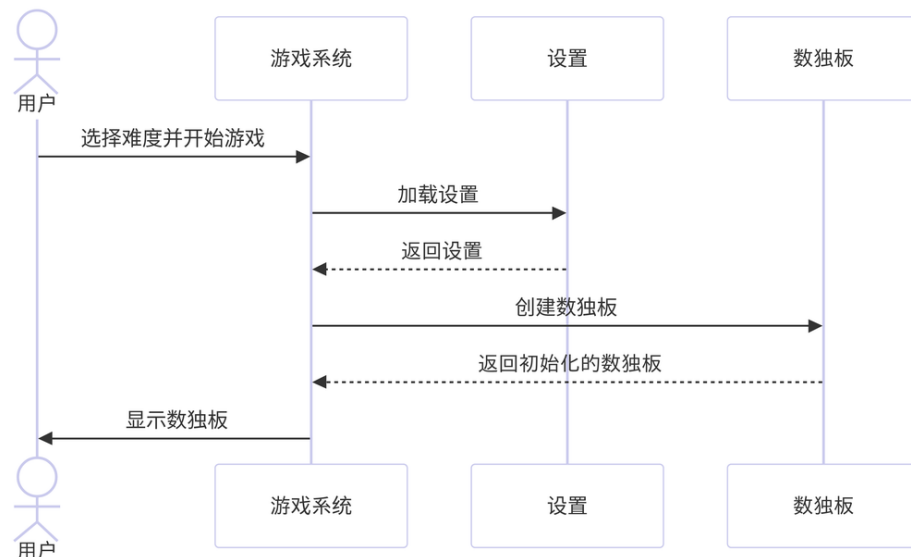 用户
游戏系统
设置
数独板
选择难度并开始游戏
加载设置
返回设置
创建数独板
返回初始化的数独板
显示数独板
用户
游戏系统
设置
数独板